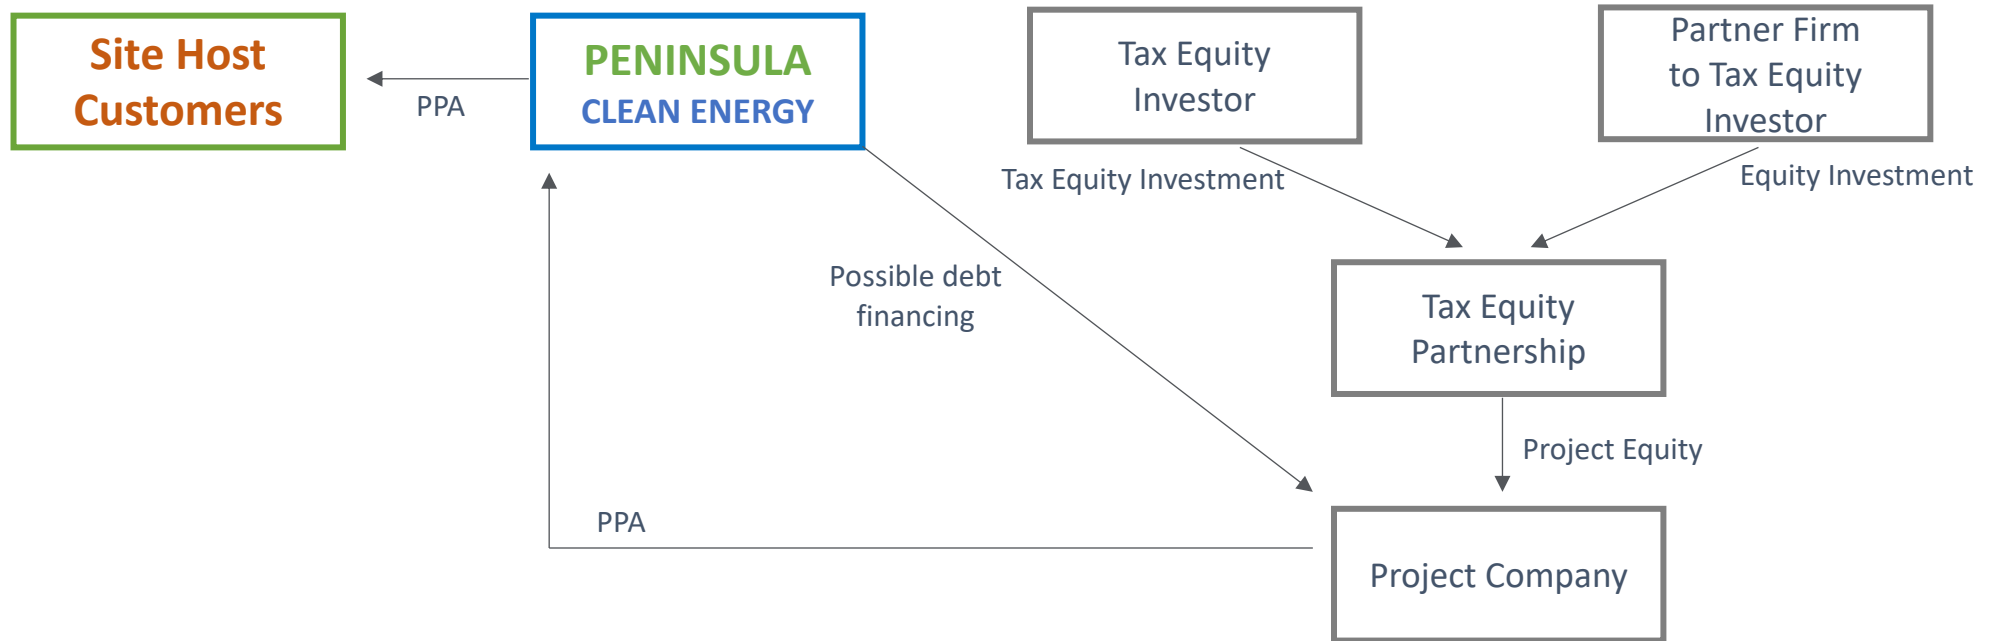 Site Host
Customers
PPA
PENINSULA
CLEAN ENERGY
Tax Equity
Investor
Partner Firm
to Tax Equity
Investor
Tax Equity Investment
Equity Investment
Possible debt
financing
Tax Equity
Partnership
Project Equity
PPA
Project Company